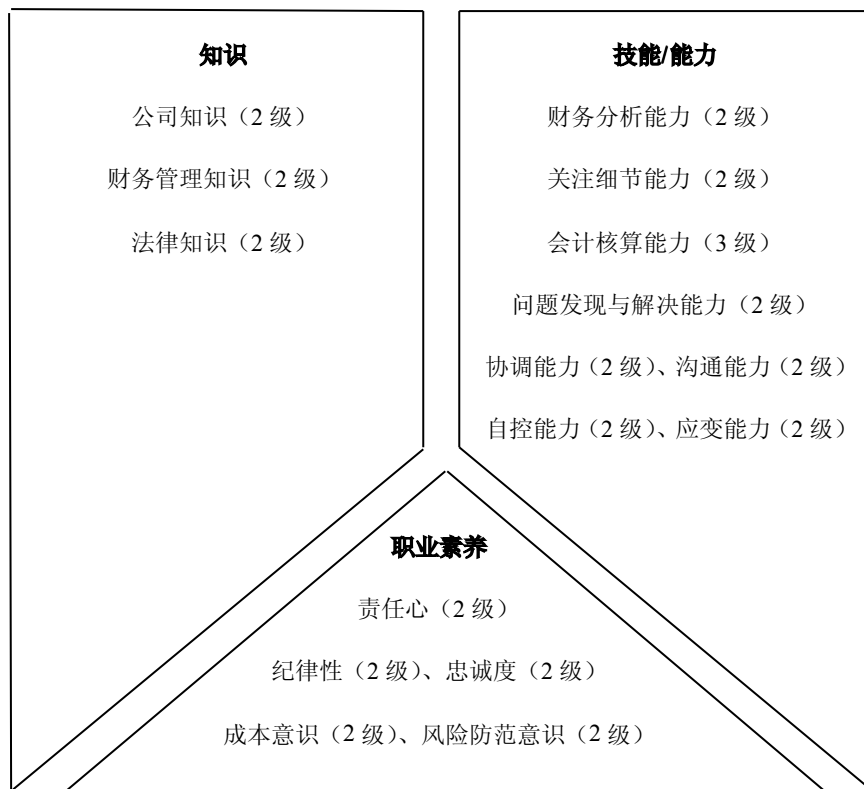 知识
公司知识（2 级）
财务管理知识（2 级）
法律知识（2 级）
技能/能力
财务分析能力（2 级）
关注细节能力（2 级）
会计核算能力（3 级）
问题发现与解决能力（2 级）
协调能力（2 级）、沟通能力（2 级）
自控能力（2 级）、应变能力（2 级）
职业素养
责任心（2 级）
纪律性（2 级）、忠诚度（2 级）
成本意识（2 级）、风险防范意识（2 级）